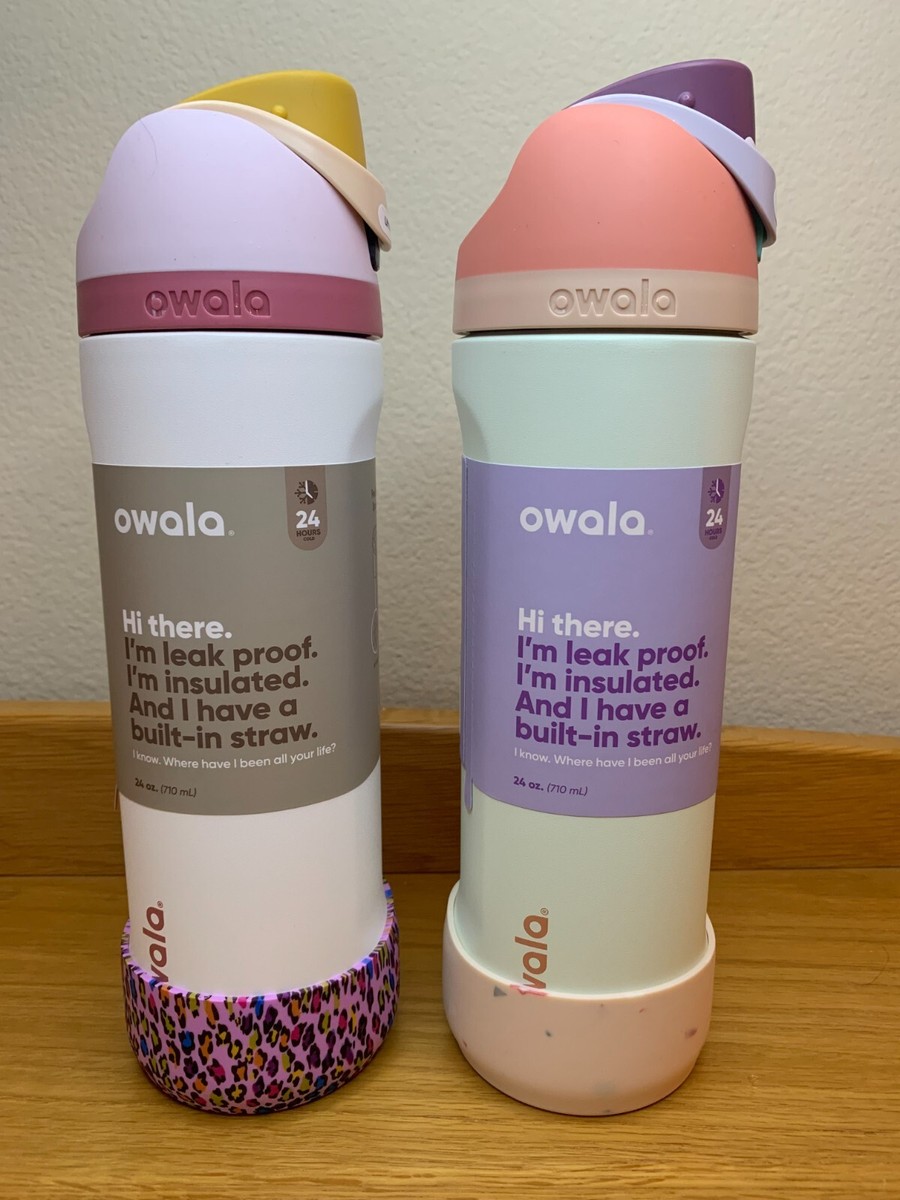 owala
owala.
24
HOURS
COLD
Hi there.
I'm leak proof.
I'm insulated.
And I have a
built-in straw.
I know. Where have I been all your life?
24 oz. (710 mL)
wala®
owala
owala.
24
HOURS
COLD
Hi there.
I'm leak proof.
I'm insulated.
And I have a
built-in straw.
I know. Where have I been all your life?
24 oz. (710 mL)
wala®